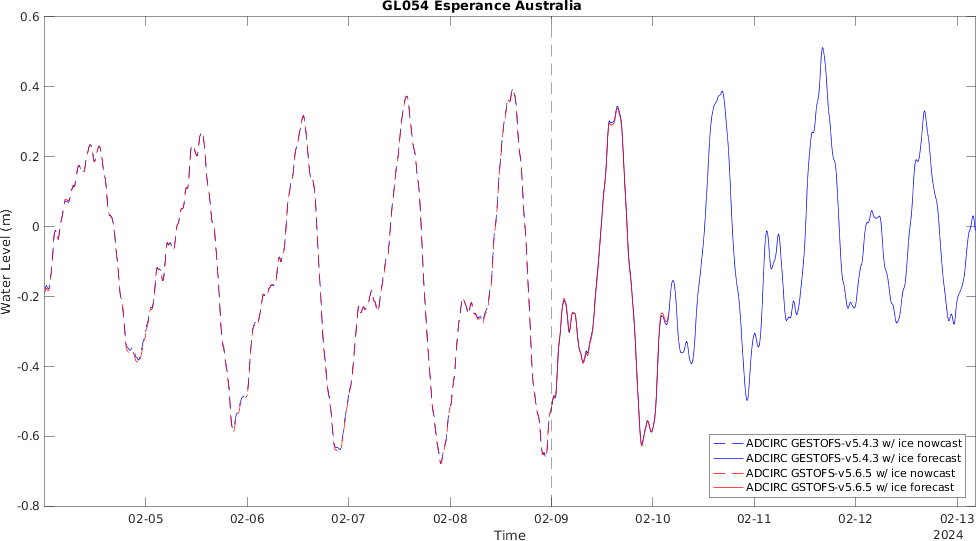 GL054 Esperance Australia
0.6
0.4
0.2
0
-0.2
-0.4
-0.6
-0.8
Water Level (m)
02-05
02-06
02-07
02-08
02-09
02-10
02-11
02-12
02-13
Time
2024
ADCIRC GESTOFS-v5.4.3 w/ ice nowcast
ADCIRC GESTOFS-v5.4.3 w/ ice forecast
ADCIRC GSTOFS-v5.6.5 w/ ice nowcast
ADCIRC GSTOFS-v5.6.5 w/ ice forecast